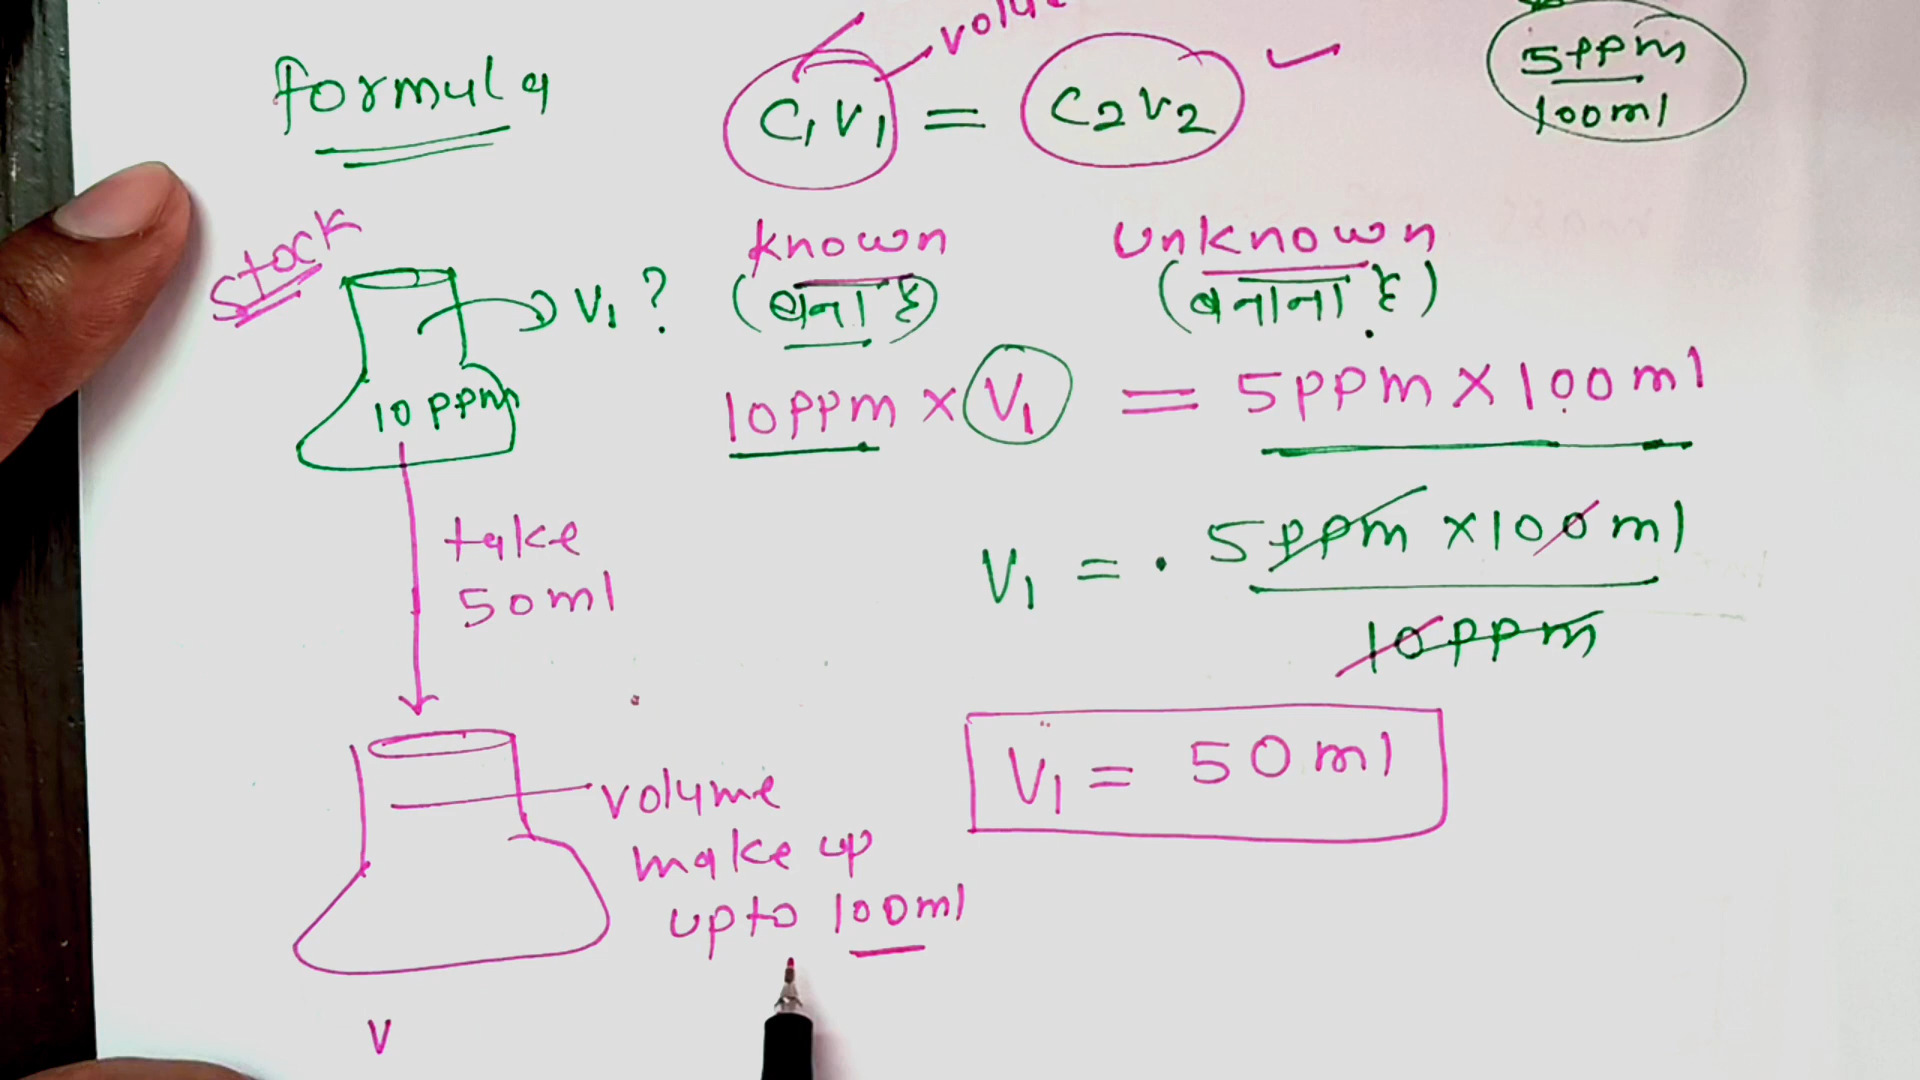 formula
C1V1 = C2V2
5ppm
100ml
Stock
known
unknown
(बना है)
(बनाना है)
V1 ?
10 ppm
10ppm x V1 = 5ppm x 100ml
take
50ml
V1 = 5ppm x 100ml
10ppm
V1 = 50ml
volume
make up
upto 100ml
V